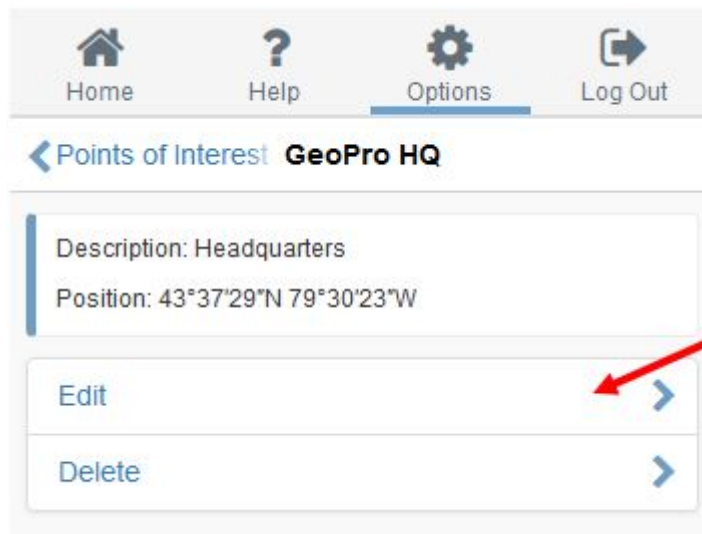 Home Help Options Log Out
Points of Interest GeoPro HQ
Description: Headquarters
Position: 43°37'29"N 79°30'23"W
Edit
Delete